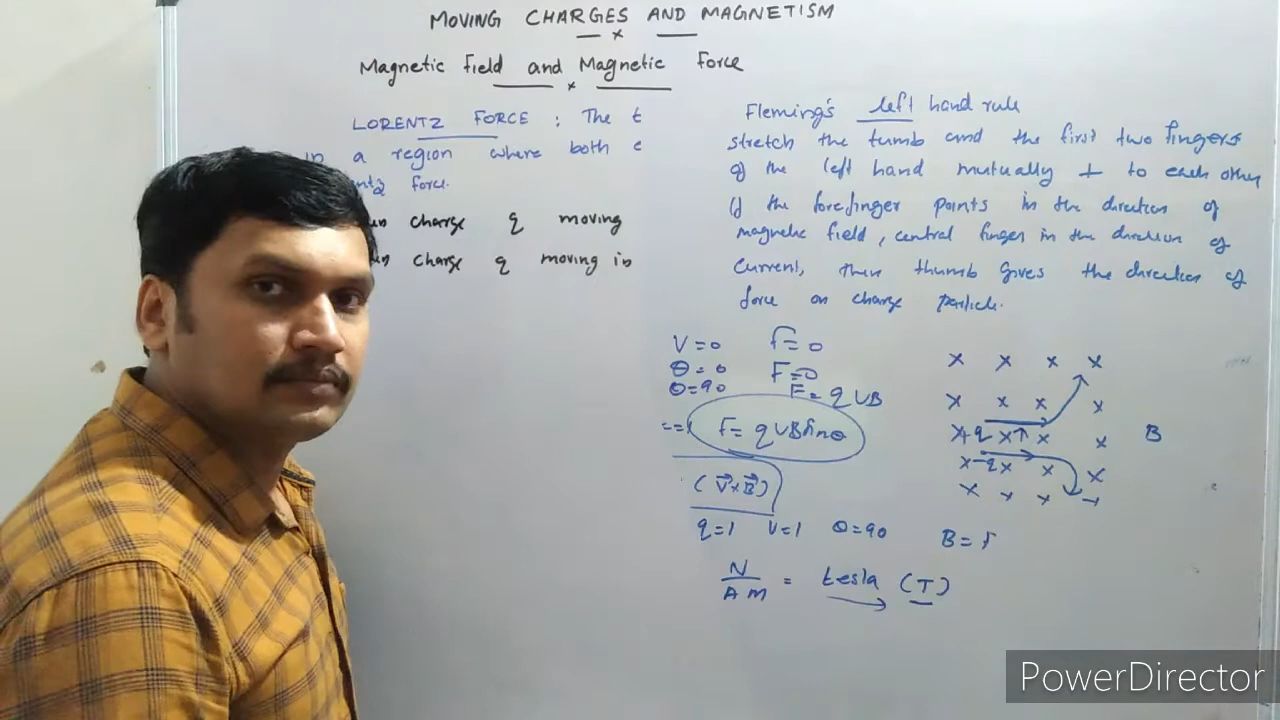 MOVING CHARGES AND MAGNETISM
Magnetic field and Magnetic force
LORENTZ FORCE : The t
in a region where both e
force.
charge q moving
charge q moving in
Fleming's left hand rule
stretch the tumb and the first two fingers
of the left hand mutually ⊥ to each other
if the forefinger points in the direction of
magnetic field, central finger in the direction of
current, then thumb gives the direction of
force on charge particle.
V=0 F=0
θ=0 F=0
θ=90 F=qVB
F=qVBsinθ
(V⃗×B⃗)
q=1 V=1 θ=90 B=F
N/AM = tesla (T)
x x x x
x x x x
x+q x↑ x x B
x-q x x x
x x x
PowerDirector